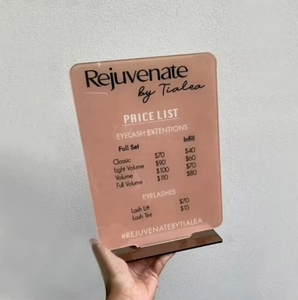 Rejuvenate
by Tialea
PRICE LIST
EYELASH EXTENTIONS
Full Set Infill
Classic $70 $40
Light Volume $90 $60
Volume $100 $70
Full Volume $110 $80
EYELASHES
Lash Lift $70
Lash Tint $15
#REJUVENATEBYTIALEA